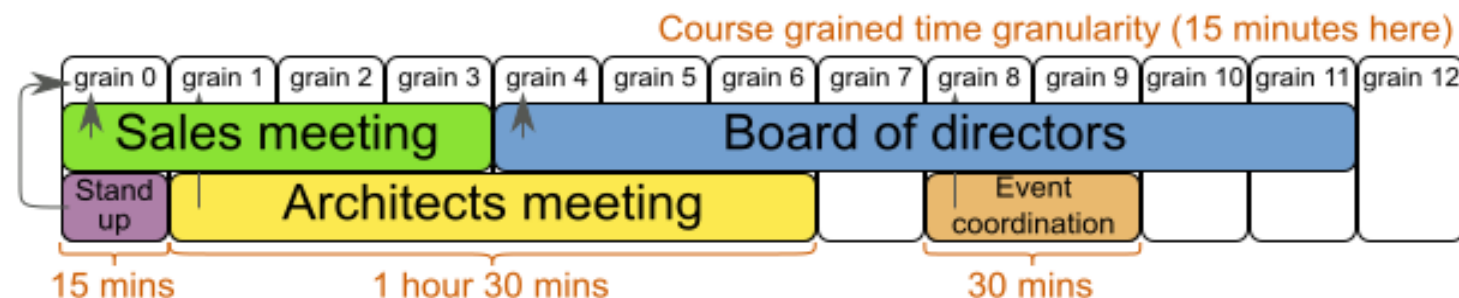 Course grained time granularity (15 minutes here)
grain 0 grain 1 grain 2 grain 3 grain 4 grain 5 grain 6 grain 7 grain 8 grain 9 grain 10 grain 11 grain 12
Sales meeting Board of directors
Stand
up
Architects meeting
Event
coordination
15 mins 1 hour 30 mins 30 mins